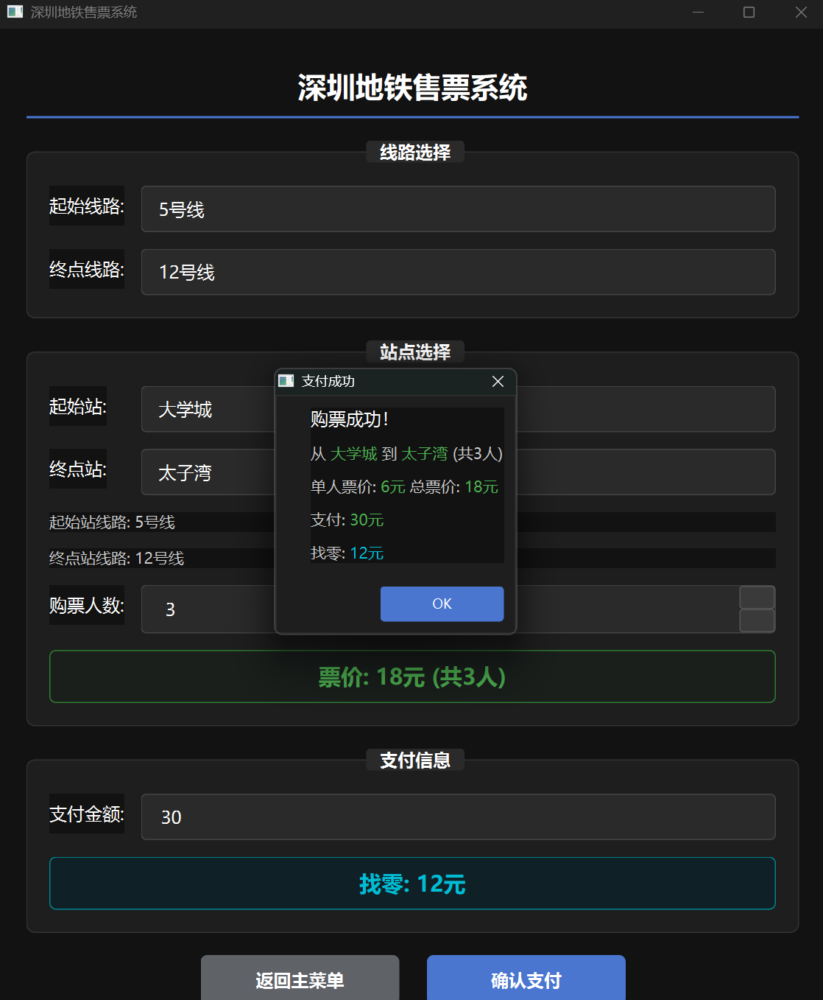 深圳地铁售票系统
深圳地铁售票系统
线路选择
起始线路: 5号线
终点线路: 12号线
站点选择
起始站: 大学城
终点站: 太子湾
起始站线路: 5号线
终点站线路: 12号线
购票人数: 3
票价: 18元 (共3人)
支付成功
购票成功！
从 大学城 到 太子湾 (共3人)
单人票价: 6元 总票价: 18元
支付: 30元
找零: 12元
OK
支付信息
支付金额: 30
找零: 12元
返回主菜单 确认支付